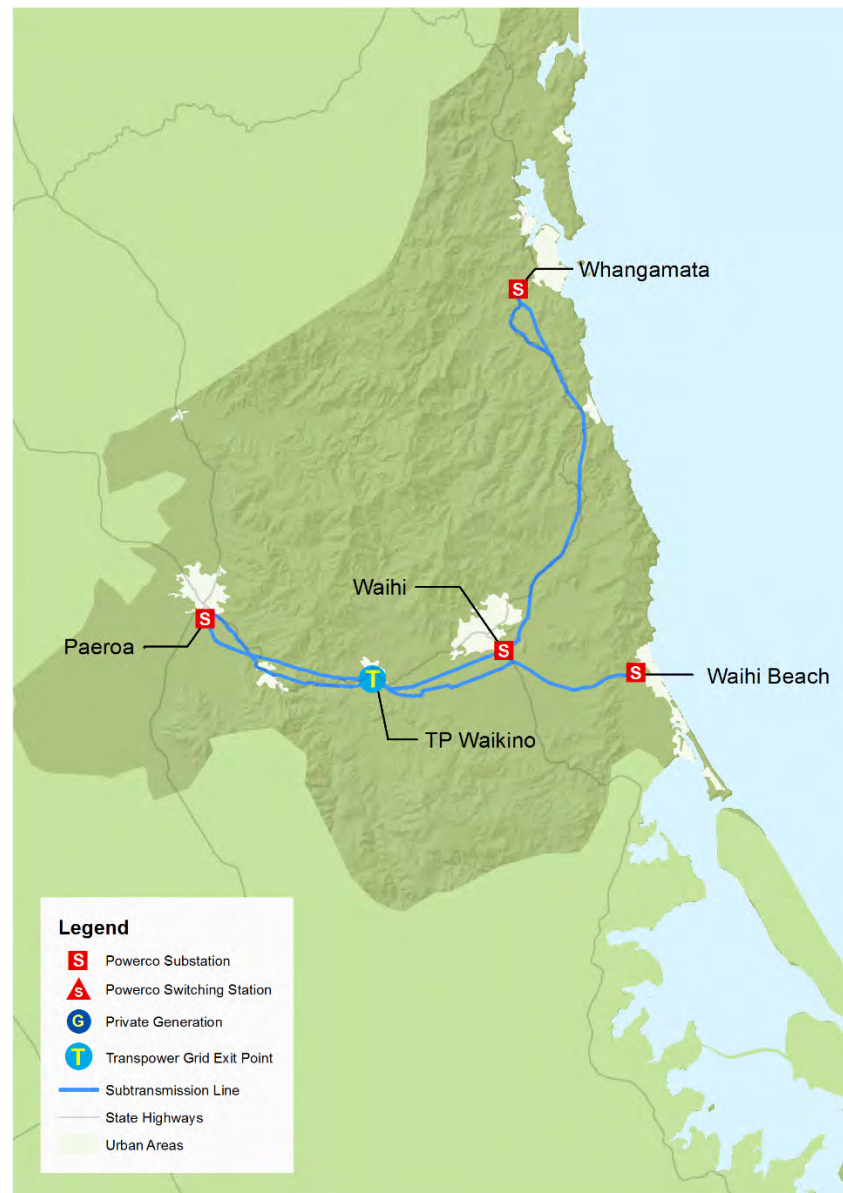 Whangamata
Waihi
Paeroa
Waihi Beach
TP Waikino
S
S
S
S
T
Legend
S Powerco Substation
S Powerco Switching Station
G Private Generation
T Transpower Grid Exit Point
Subtransmission Line
State Highways
Urban Areas